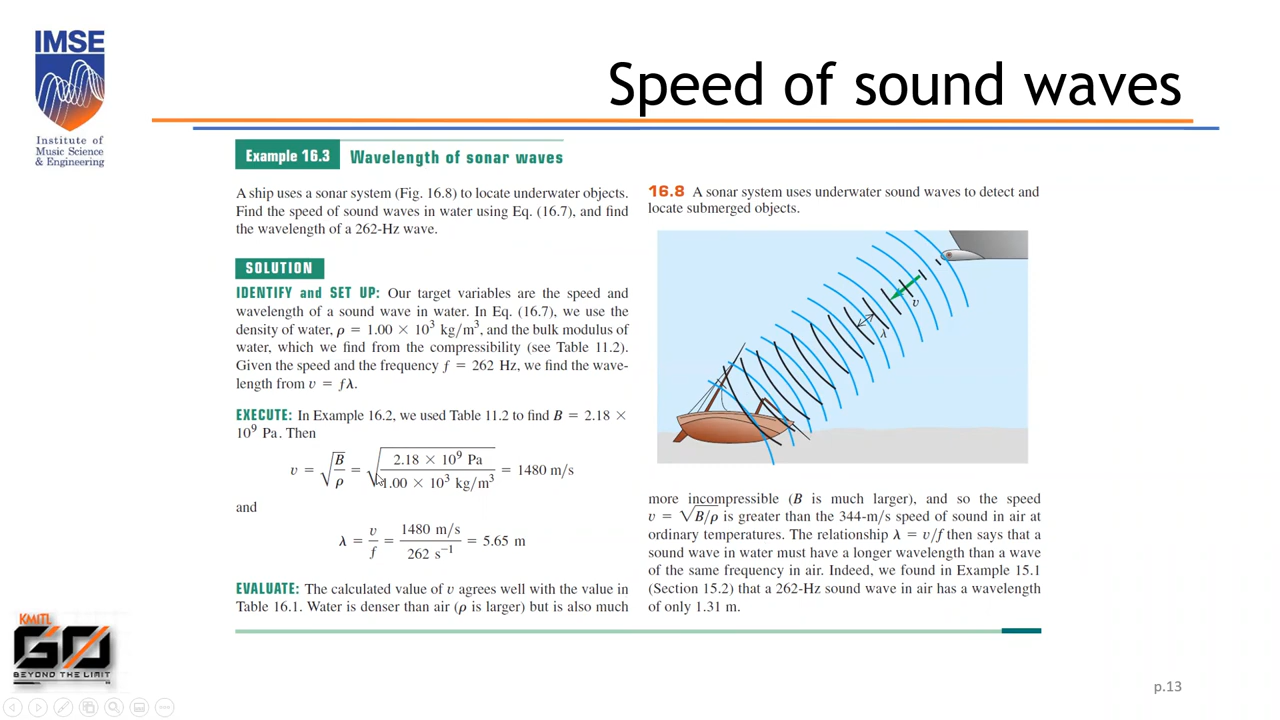 IMSE
Institute of
Music Science
& Engineering
Speed of sound waves
Example 16.3 Wavelength of sonar waves
A ship uses a sonar system (Fig. 16.8) to locate underwater objects.
Find the speed of sound waves in water using Eq. (16.7), and find
the wavelength of a 262-Hz wave.
SOLUTION
IDENTIFY and SET UP: Our target variables are the speed and
wavelength of a sound wave in water. In Eq. (16.7), we use the
density of water, ρ = 1.00 × 10³ kg/m³, and the bulk modulus of
water, which we find from the compressibility (see Table 11.2).
Given the speed and the frequency f = 262 Hz, we find the wave-
length from v = fλ.
EXECUTE: In Example 16.2, we used Table 11.2 to find B = 2.18 ×
10⁹ Pa. Then
v = √(B/ρ) = √(2.18 × 10⁹ Pa / 1.00 × 10³ kg/m³) = 1480 m/s
and
λ = v/f = 1480 m/s / 262 s⁻¹ = 5.65 m
EVALUATE: The calculated value of v agrees well with the value in
Table 16.1. Water is denser than air (ρ is larger) but is also much
16.8 A sonar system uses underwater sound waves to detect and
locate submerged objects.
v
λ
more incompressible (B is much larger), and so the speed
v = √B/ρ is greater than the 344-m/s speed of sound in air at
ordinary temperatures. The relationship λ = v/f then says that a
sound wave in water must have a longer wavelength than a wave
of the same frequency in air. Indeed, we found in Example 15.1
(Section 15.2) that a 262-Hz sound wave in air has a wavelength
of only 1.31 m.
KMITL
GO
BEYOND THE LIMIT
p.13